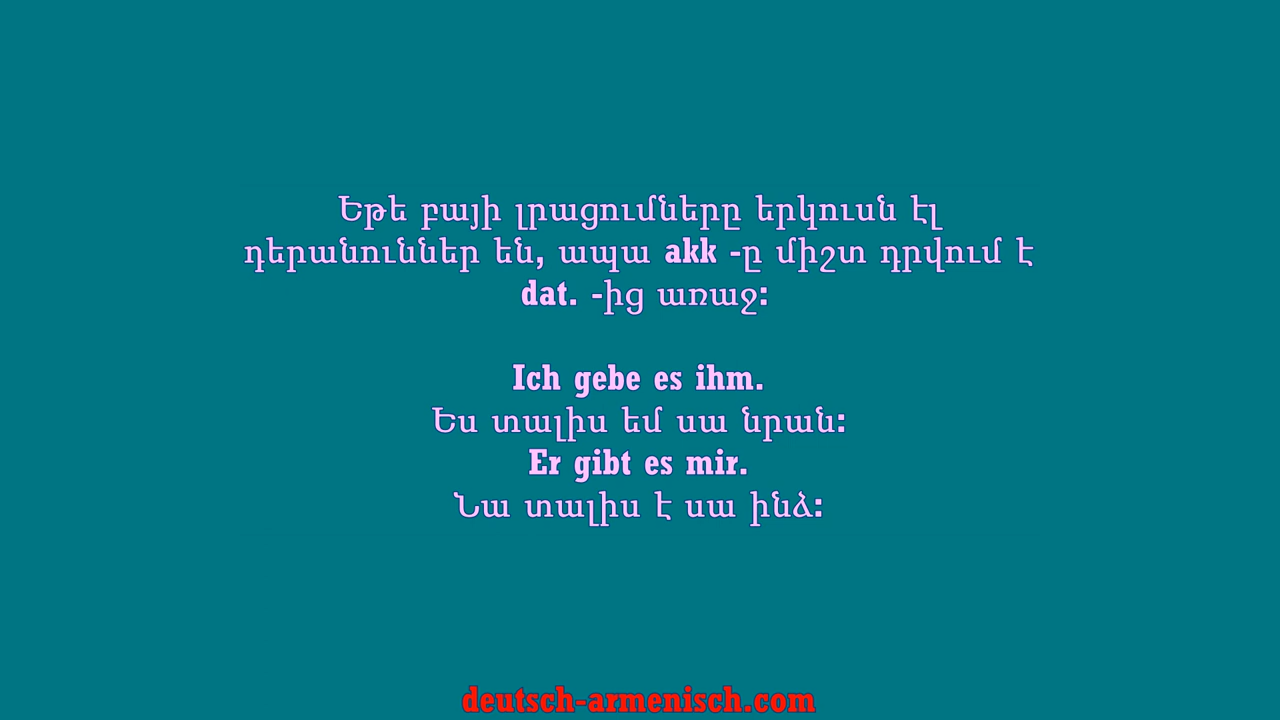 Եթե բայի լրացումները երկուսն էլ
դերանուններ են, ապա akk -ը միշտ դրվում է
dat. -ից առաջ:
Ich gebe es ihm.
Ես տալիս եմ սա նրան:
Er gibt es mir.
Նա տալիս է սա ինձ:
deutsch-armenisch.com